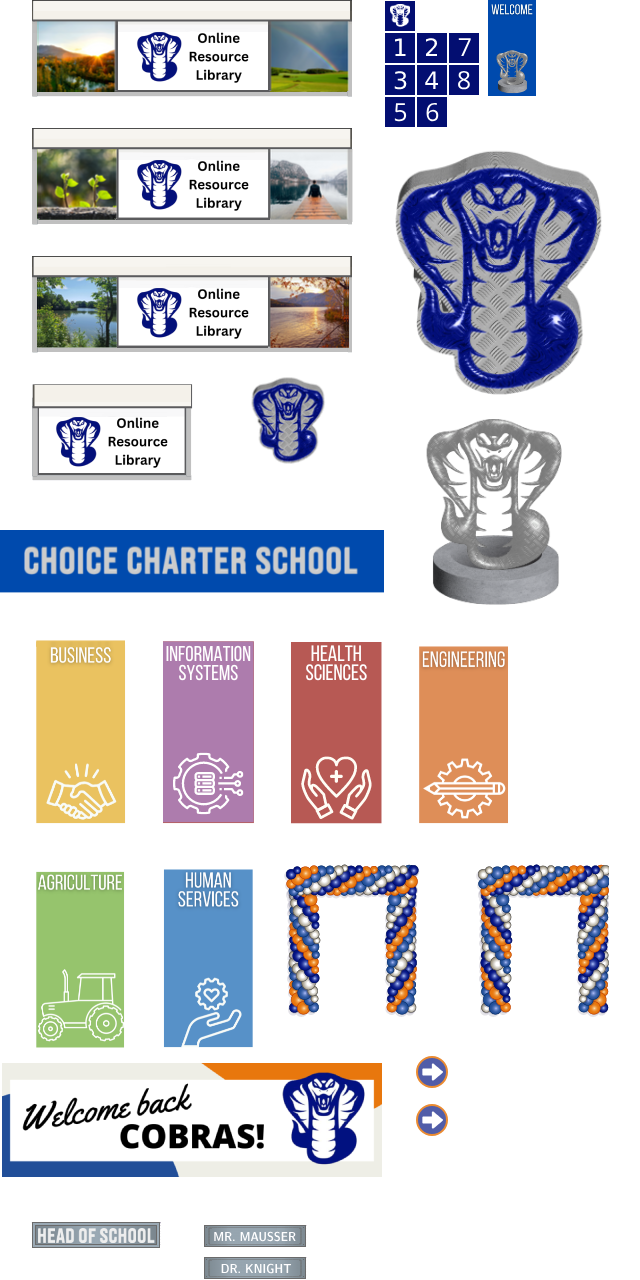 Online
Resource
Library
WELCOME
1 2 7
3 4 8
5 6
Online
Resource
Library
Online
Resource
Library
Online
Resource
Library
CHOICE CHARTER SCHOOL
BUSINESS
INFORMATION
SYSTEMS
HEALTH
SCIENCES
ENGINEERING
AGRICULTURE
HUMAN
SERVICES
Welcome back
COBRAS!
HEAD OF SCHOOL
MR. MAUSSER
DR. KNIGHT